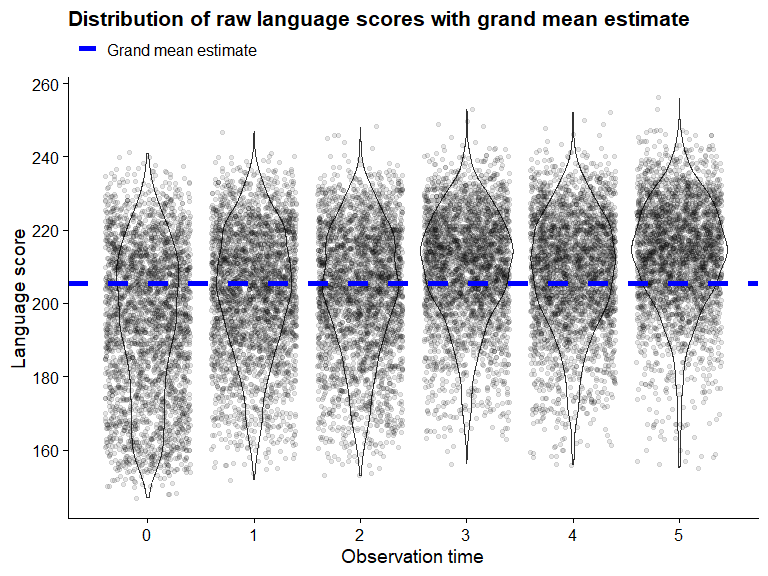 Distribution of raw language scores with grand mean estimate
Grand mean estimate
Language score
260
240
220
200
180
160
0 1 2 3 4 5
Observation time